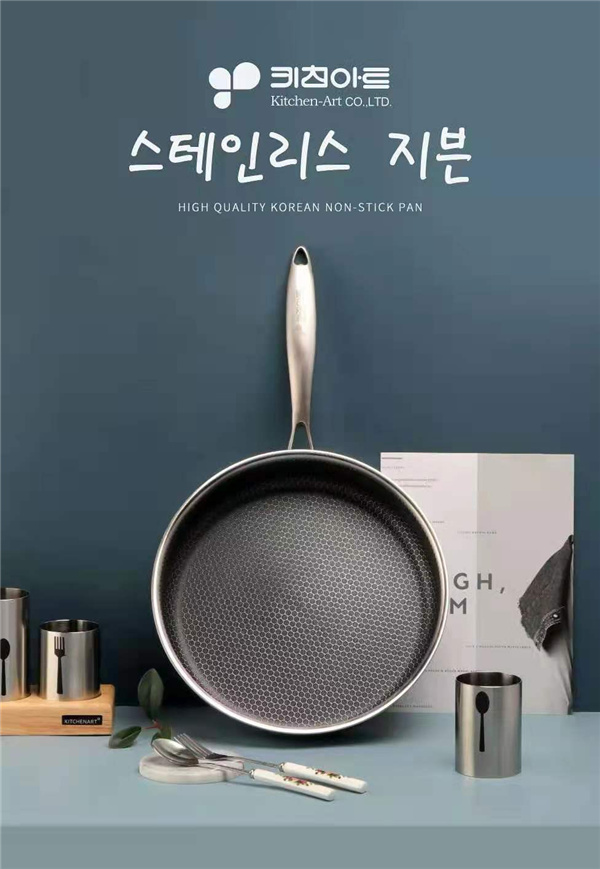 키친아트
Kitchen-Art CO.,LTD.
스테인리스 지븐
HIGH QUALITY KOREAN NON-STICK PAN
GH,
M
KITCHENART